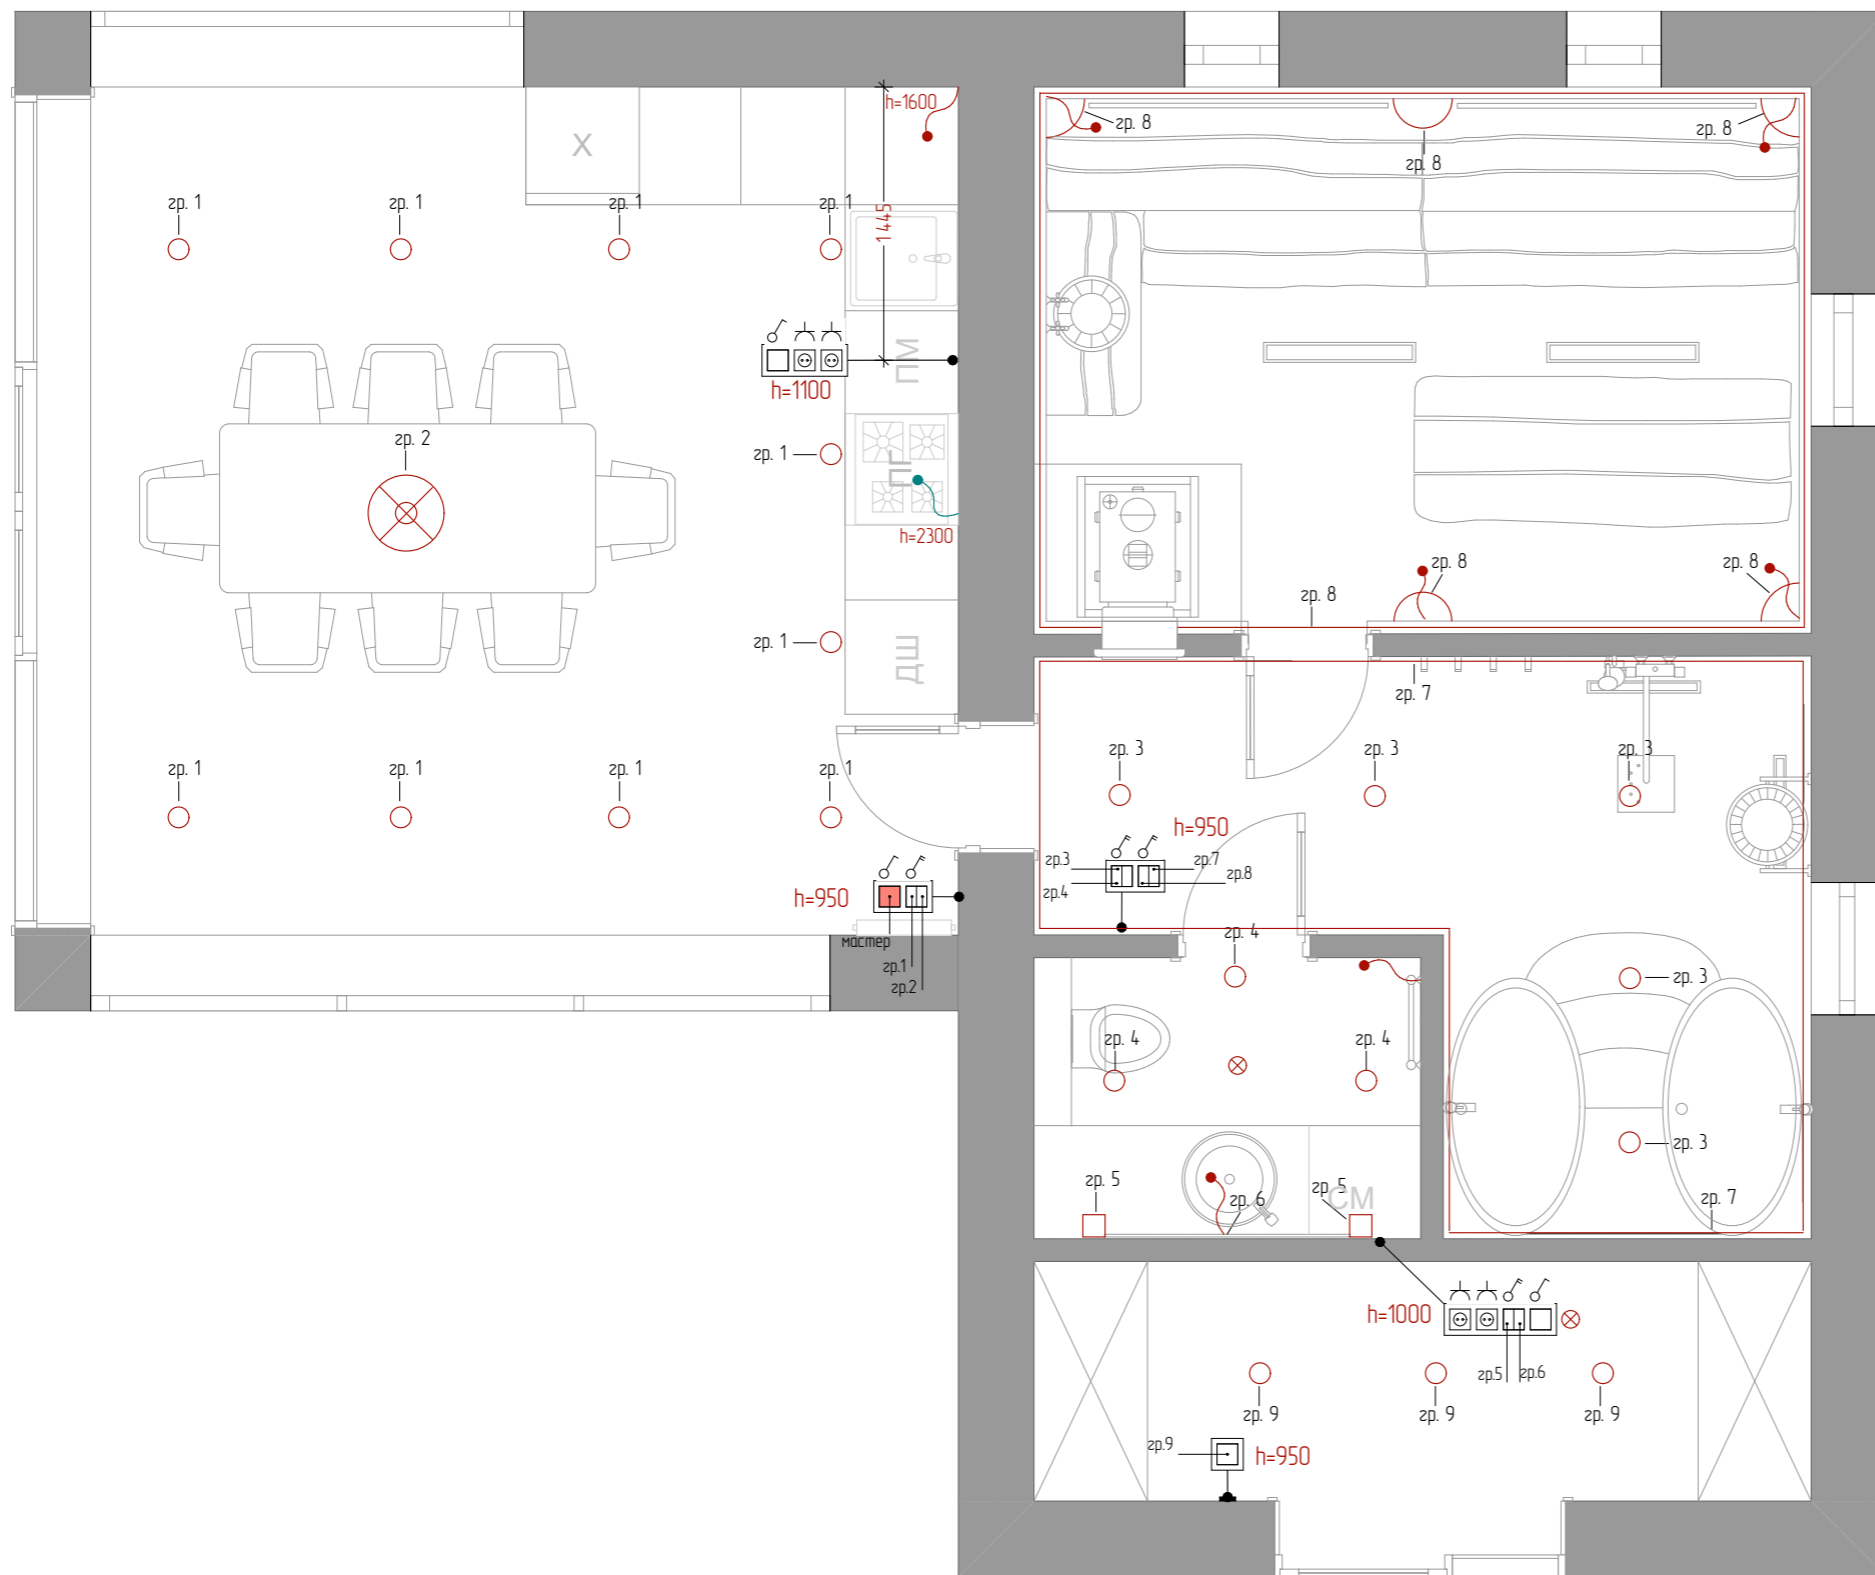 h=1600
гр. 8
гр. 8
гр. 8
Х
гр. 1
гр. 1
гр. 1
гр. 1
1445
ПМ
h=1100
гр. 2
гр. 1
ПГ
h=2300
гр. 8
гр. 8
гр. 8
гр. 1
ДШ
гр. 7
гр. 1
гр. 1
гр. 1
гр. 1
гр. 3
гр. 3
гр. 3
h=950
гр.3
гр.7
гр.4
гр.8
h=950
мастер
гр.1
гр.2
гр. 4
гр. 3
гр. 4
гр. 4
гр. 3
гр. 5
гр. 6
гр. 5
СМ
гр. 7
h=1000
гр.5
гр.6
гр. 9
гр. 9
гр. 9
гр.9
h=950